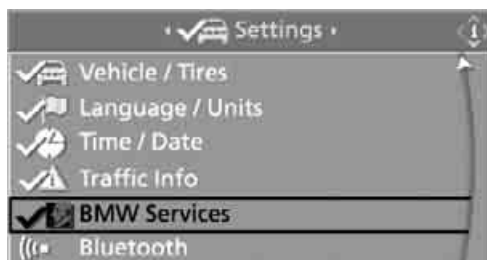 Settings
Vehicle / Tires
Language / Units
Time / Date
Traffic Info
BMW Services
Bluetooth